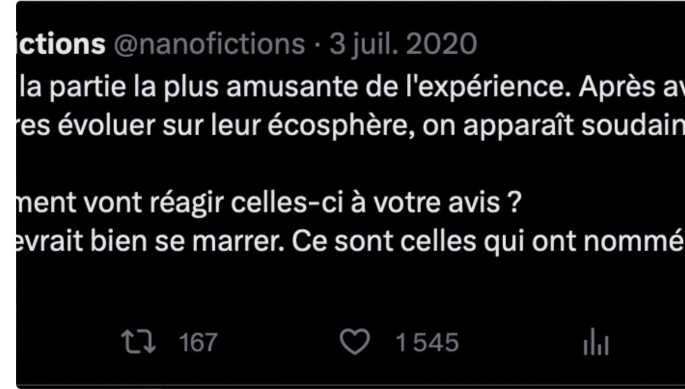 ictions @nanofictions · 3 juil. 2020
la partie la plus amusante de l'expérience. Après av
res évoluer sur leur écosphère, on apparaît soudain
ment vont réagir celles-ci à votre avis ?
evrait bien se marrer. Ce sont celles qui ont nommé
167 1 545